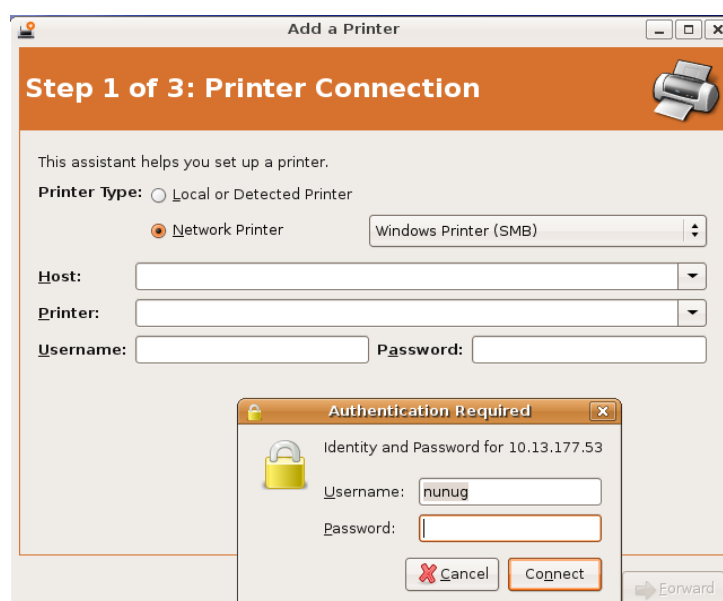 Add a Printer
Step 1 of 3: Printer Connection
This assistant helps you set up a printer.
Printer Type: Local or Detected Printer
Network Printer Windows Printer (SMB)
Host:
Printer:
Username: Password:
Authentication Required
Identity and Password for 10.13.177.53
Username: nunug
Password:
Cancel Connect
Forward